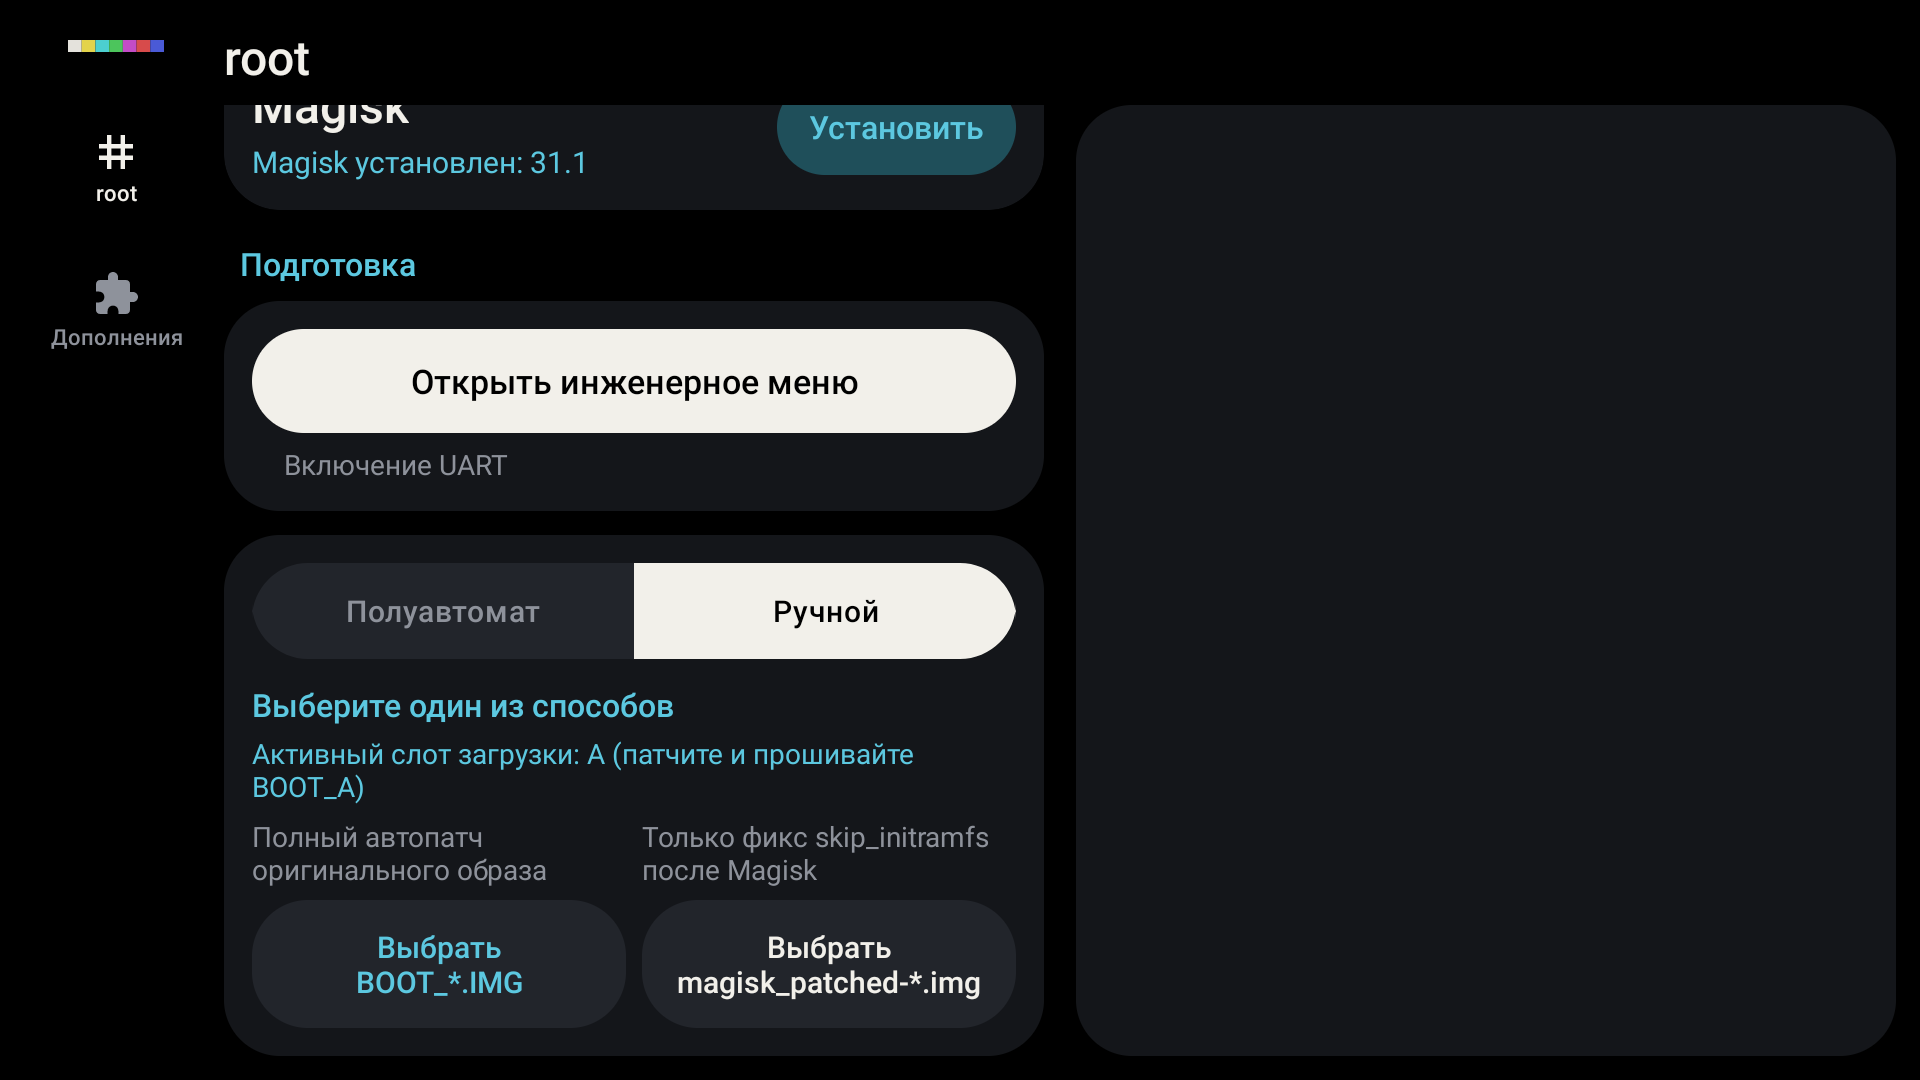 root
root
Дополнения
Magisk
Magisk установлен: 31.1
Установить
Подготовка
Открыть инженерное меню
Включение UART
Полуавтомат
Ручной
Выберите один из способов
Активный слот загрузки: A (патчите и прошивайте
BOOT_A)
Полный автопатч
оригинального образа
Выбрать
BOOT_*.IMG
Только фикс skip_initramfs
после Magisk
Выбрать
magisk_patched-*.img